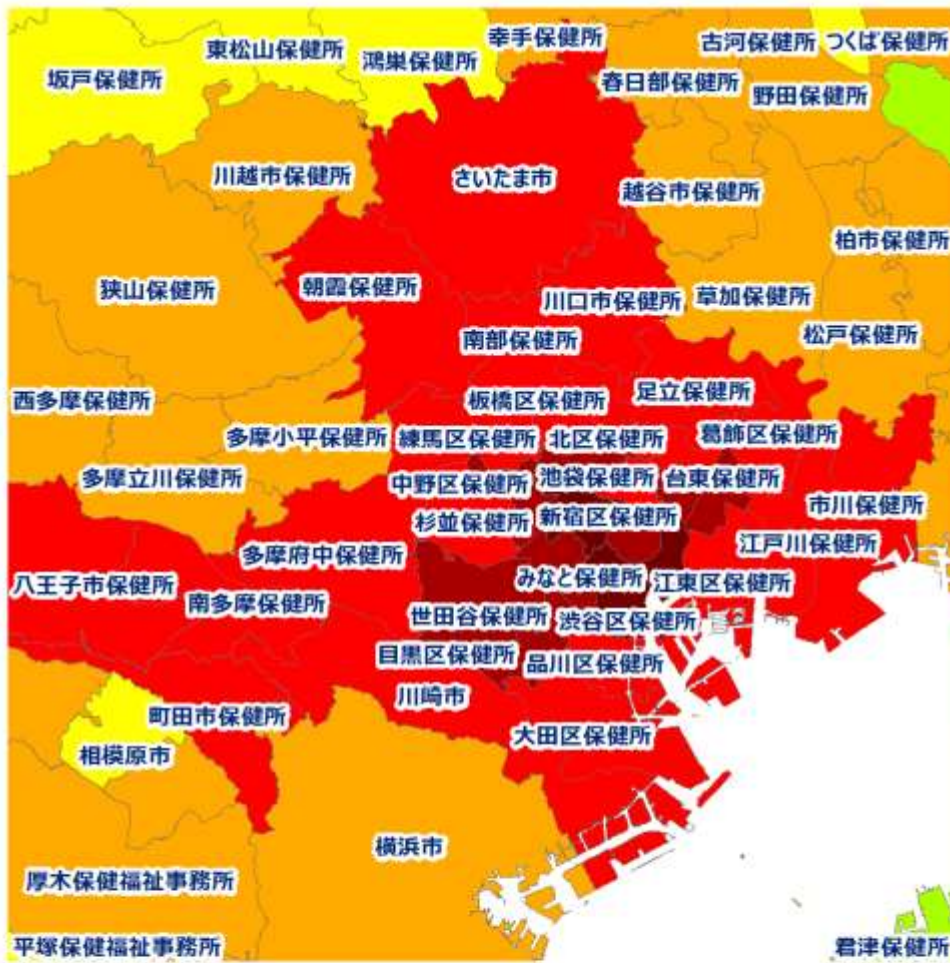 幸手保健所
古河保健所
つくば保健所
東松山保健所
鴻巣保健所
坂戸保健所
春日部保健所
野田保健所
川越市保健所
さいたま市
越谷市保健所
柏市保健所
狭山保健所
朝霞保健所
川口市保健所
草加保健所
南部保健所
松戸保健所
西多摩保健所
板橋区保健所
足立保健所
多摩小平保健所
練馬区保健所
北区保健所
葛飾区保健所
多摩立川保健所
中野区保健所
池袋保健所
台東保健所
市川保健所
杉並保健所
新宿区保健所
江戸川保健所
多摩府中保健所
八王子市保健所
みなと保健所
江東区保健所
南多摩保健所
世田谷保健所
渋谷区保健所
目黒区保健所
品川区保健所
川崎市
町田市保健所
大田区保健所
相模原市
横浜市
厚木保健福祉事務所
平塚保健福祉事務所
君津保健所